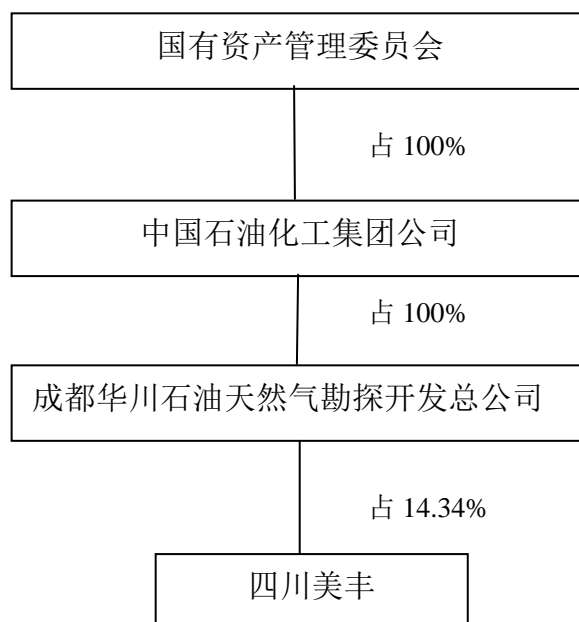 国有资产管理委员会
占 100%
中国石油化工集团公司
占 100%
成都华川石油天然气勘探开发总公司
占 14.34%
四川美丰